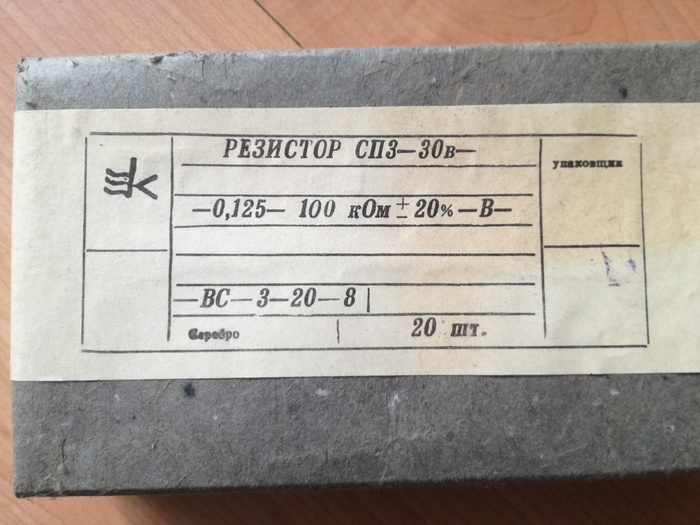 РЕЗИСТОР СП3—30в—
упаковщик
—0,125— 100 кОм ± 20% —В—
—ВС—3—20—8
Серебро
20 шт.